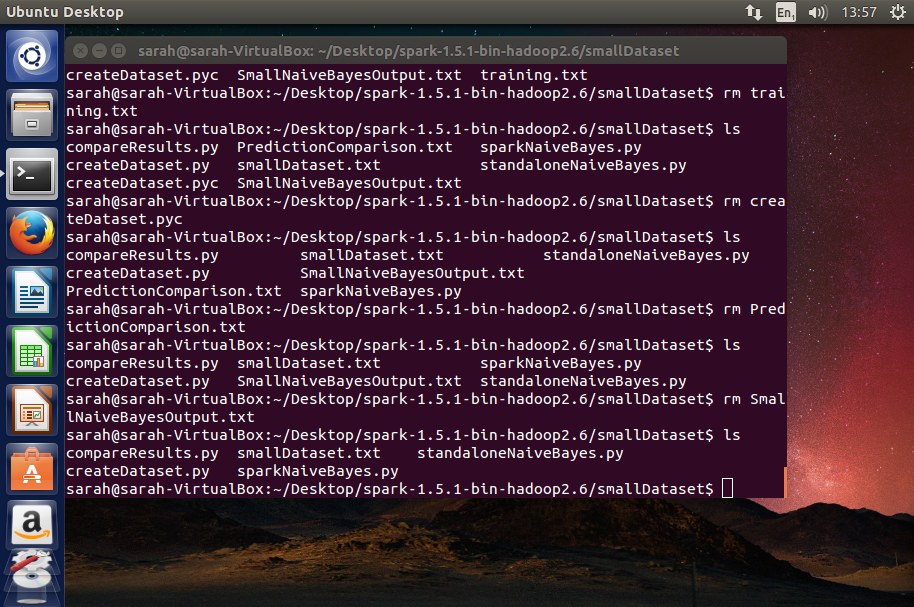 Ubuntu Desktop
En1
13:57
sarah@sarah-VirtualBox: ~/Desktop/spark-1.5.1-bin-hadoop2.6/smallDataset
createDataset.pyc  SmallNaiveBayesOutput.txt  training.txt
sarah@sarah-VirtualBox:~/Desktop/spark-1.5.1-bin-hadoop2.6/smallDataset$ rm trai
ning.txt
sarah@sarah-VirtualBox:~/Desktop/spark-1.5.1-bin-hadoop2.6/smallDataset$ ls
compareResults.py  PredictionComparison.txt   sparkNaiveBayes.py
createDataset.py   smallDataset.txt           standaloneNaiveBayes.py
createDataset.pyc  SmallNaiveBayesOutput.txt
sarah@sarah-VirtualBox:~/Desktop/spark-1.5.1-bin-hadoop2.6/smallDataset$ rm crea
teDataset.pyc
sarah@sarah-VirtualBox:~/Desktop/spark-1.5.1-bin-hadoop2.6/smallDataset$ ls
compareResults.py         smallDataset.txt           standaloneNaiveBayes.py
createDataset.py          SmallNaiveBayesOutput.txt
PredictionComparison.txt  sparkNaiveBayes.py
sarah@sarah-VirtualBox:~/Desktop/spark-1.5.1-bin-hadoop2.6/smallDataset$ rm Pred
ictionComparison.txt
sarah@sarah-VirtualBox:~/Desktop/spark-1.5.1-bin-hadoop2.6/smallDataset$ ls
compareResults.py  smallDataset.txt           sparkNaiveBayes.py
createDataset.py   SmallNaiveBayesOutput.txt  standaloneNaiveBayes.py
sarah@sarah-VirtualBox:~/Desktop/spark-1.5.1-bin-hadoop2.6/smallDataset$ rm Smal
lNaiveBayesOutput.txt
sarah@sarah-VirtualBox:~/Desktop/spark-1.5.1-bin-hadoop2.6/smallDataset$ ls
compareResults.py  smallDataset.txt    standaloneNaiveBayes.py
createDataset.py   sparkNaiveBayes.py
sarah@sarah-VirtualBox:~/Desktop/spark-1.5.1-bin-hadoop2.6/smallDataset$